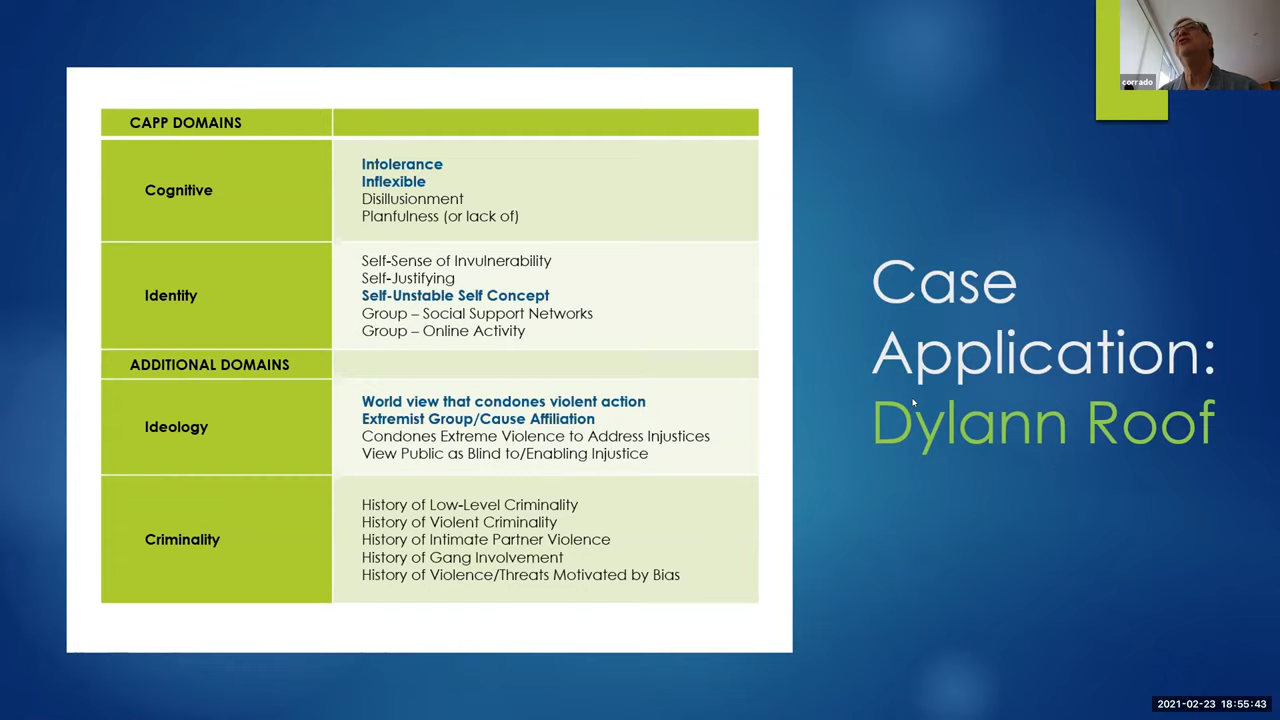 CAPP DOMAINS
Cognitive
Intolerance
Inflexible
Disillusionment
Planfulness (or lack of)
Identity
Self-Sense of Invulnerability
Self-Justifying
Self-Unstable Self Concept
Group – Social Support Networks
Group – Online Activity
ADDITIONAL DOMAINS
Ideology
World view that condones violent action
Extremist Group/Cause Affiliation
Condones Extreme Violence to Address Injustices
View Public as Blind to/Enabling Injustice
Criminality
History of Low-Level Criminality
History of Violent Criminality
History of Intimate Partner Violence
History of Gang Involvement
History of Violence/Threats Motivated by Bias
Case
Application:
Dylann Roof
corrado
2021-02-23 18:55:43